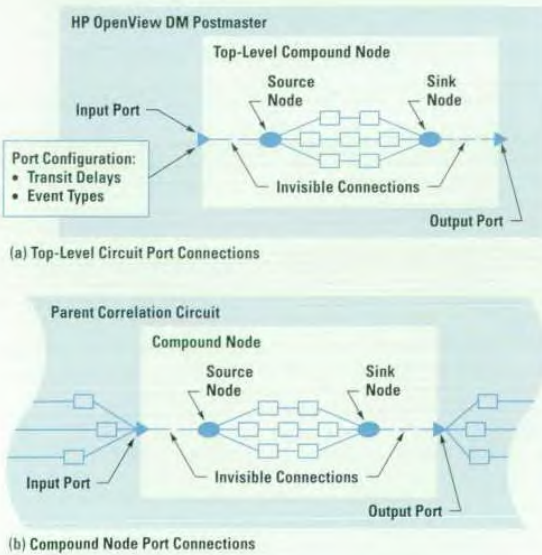 HP OpenView DM Postmaster
Top-Level Compound Node
Source
Node
Sink
Node
Input Port
Port Configuration:
• Transit Delays
• Event Types
Invisible Connections
Output Port
(a) Top-Level Circuit Port Connections
Parent Correlation Circuit
Compound Node
Source
Node
Sink
Node
Input Port
Invisible Connections
Output Port
(b) Compound Node Port Connections